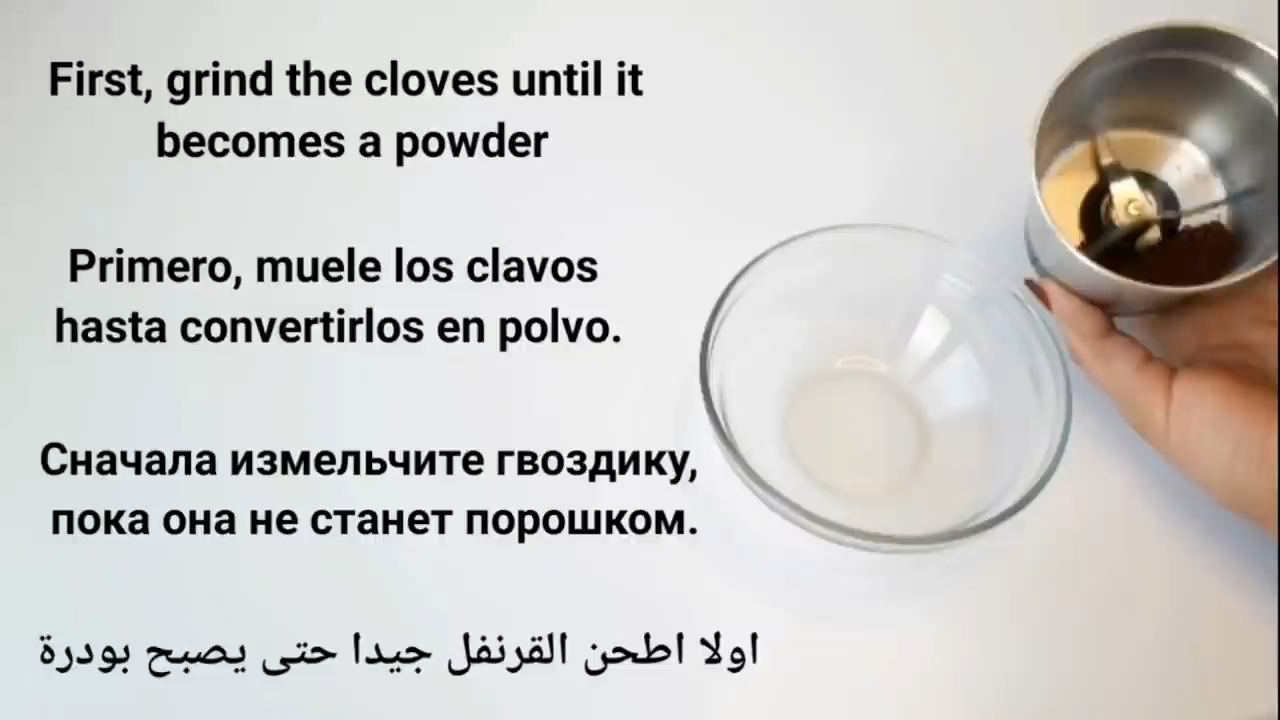 First, grind the cloves until it
becomes a powder
Primero, muele los clavos
hasta convertirlos en polvo.
Сначала измельчите гвоздику,
пока она не станет порошком.
اولا اطحن القرنفل جيدا حتى يصبح بودرة